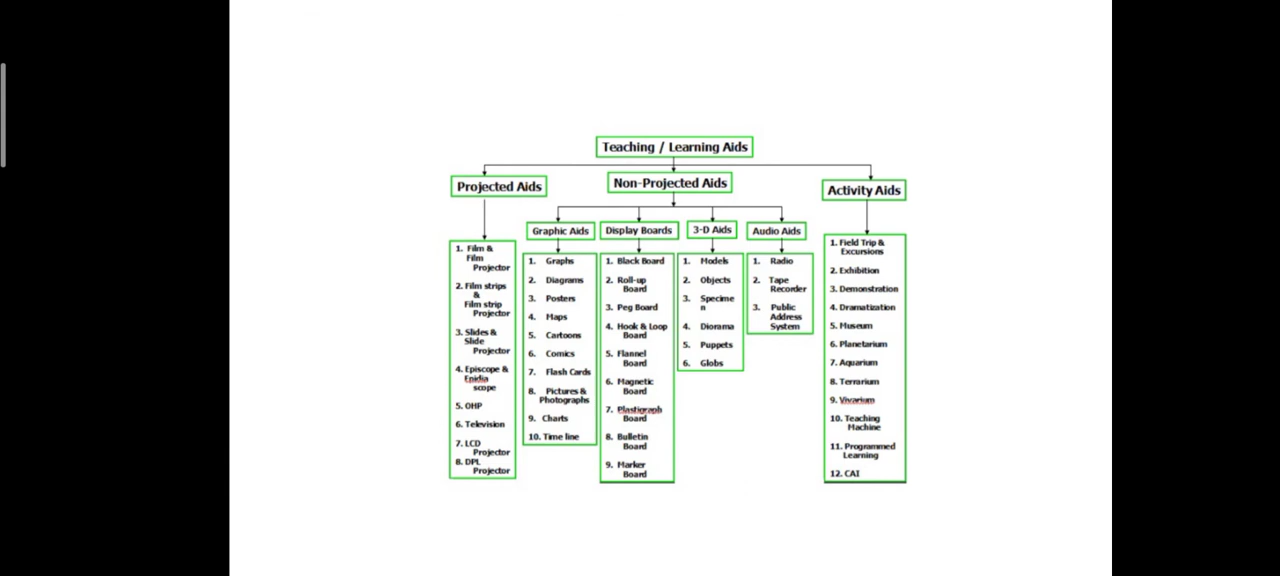 Teaching / Learning Aids
Projected Aids
Non-Projected Aids
Activity Aids
Graphic Aids
Display Boards
3-D Aids
Audio Aids
1. Film &
Film
Projector
2. Film strips
&
Film strip
Projector
3. Slides &
Slide
Projector
4. Episcope &
Epidia
scope
5. OHP
6. Television
7. LCD
Projector
8. DPL
Projector
1. Graphs
2. Diagrams
3. Posters
4. Maps
5. Cartoons
6. Comics
7. Flash Cards
8. Pictures &
Photographs
9. Charts
10. Time line
1. Black Board
2. Roll-up
Board
3. Peg Board
4. Hook & Loop
Board
5. Flannel
Board
6. Magnetic
Board
7. Plastigraph
Board
8. Bulletin
Board
9. Marker
Board
1. Models
2. Objects
3. Specime
n
4. Diorama
5. Puppets
6. Globs
1. Radio
2. Tape
Recorder
3. Public
Address
System
1. Field Trip &
Excursions
2. Exhibition
3. Demonstration
4. Dramatization
5. Museum
6. Planetarium
7. Aquarium
8. Terrarium
9. Vivarium
10. Teaching
Machine
11. Programmed
Learning
12. CAI